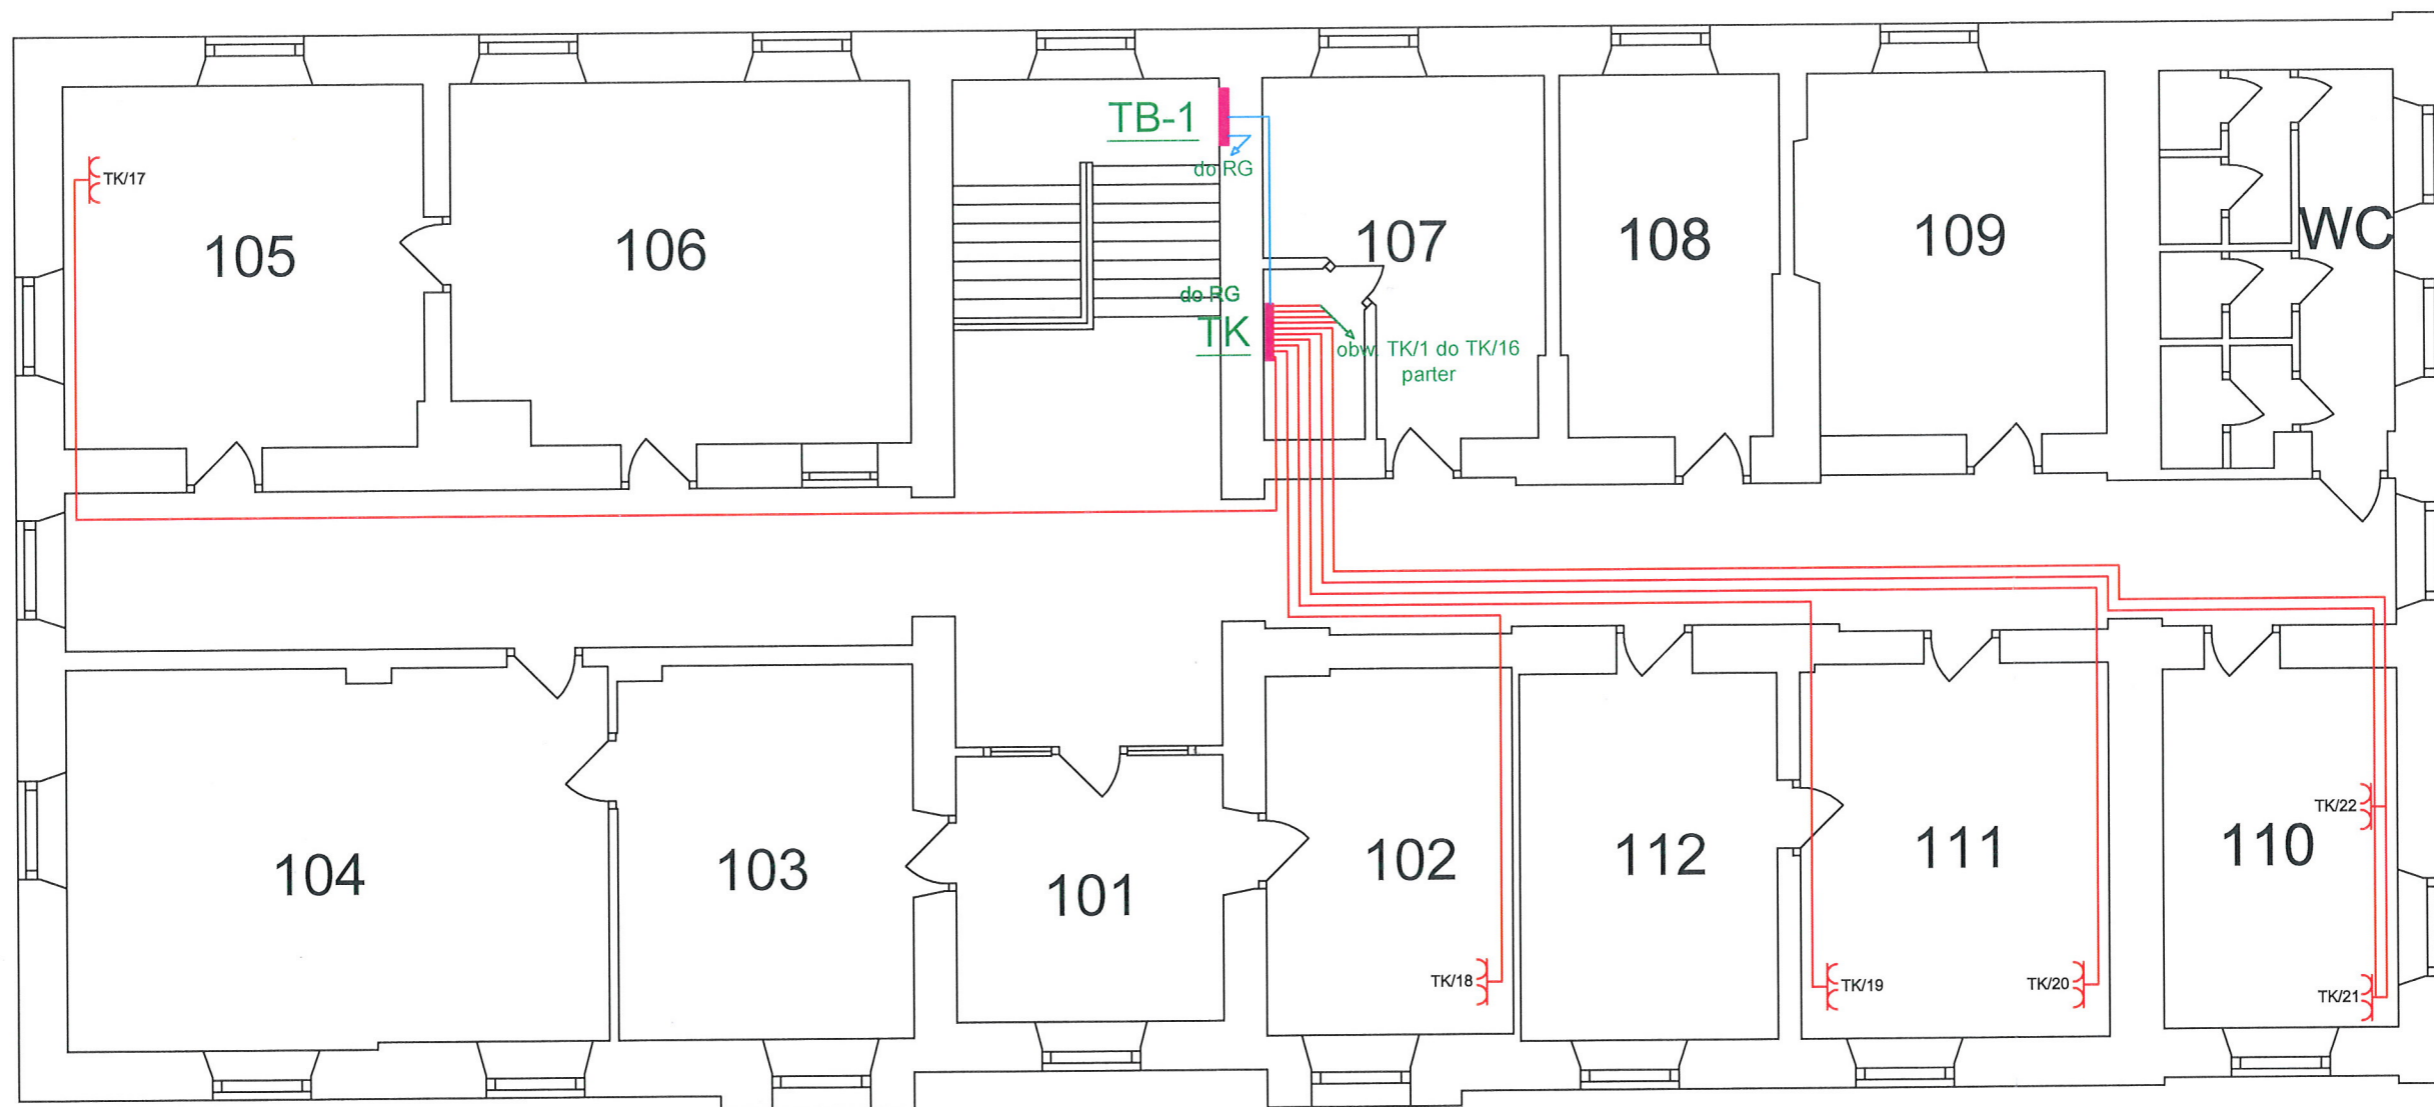 TB-1
do RG
TK/17
105
106
107
108
109
WC
do RG
TK
obw. TK/1 do TK/16
parter
104
103
101
102
112
111
110
TK/22
TK/18
TK/19
TK/20
TK/21